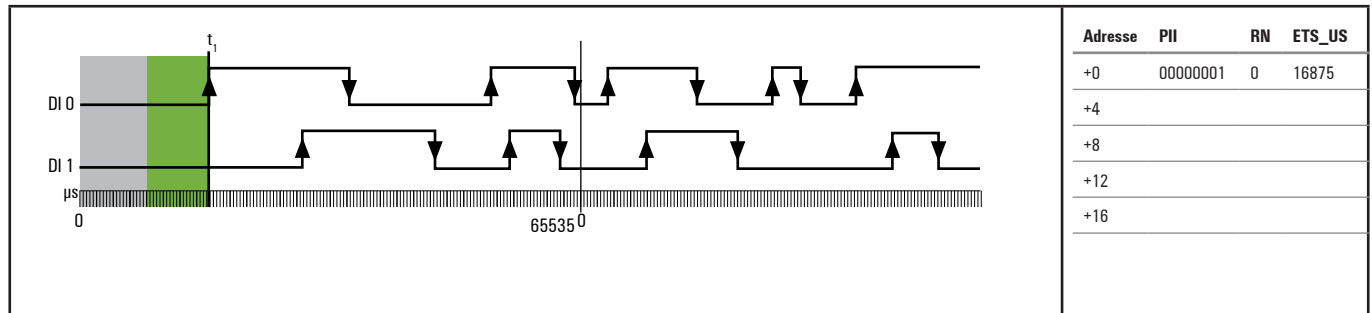 t1
DI 0
DI 1
µs
0
65535 0
Adresse PII RN ETS_US
+0 00000001 0 16875
+4
+8
+12
+16